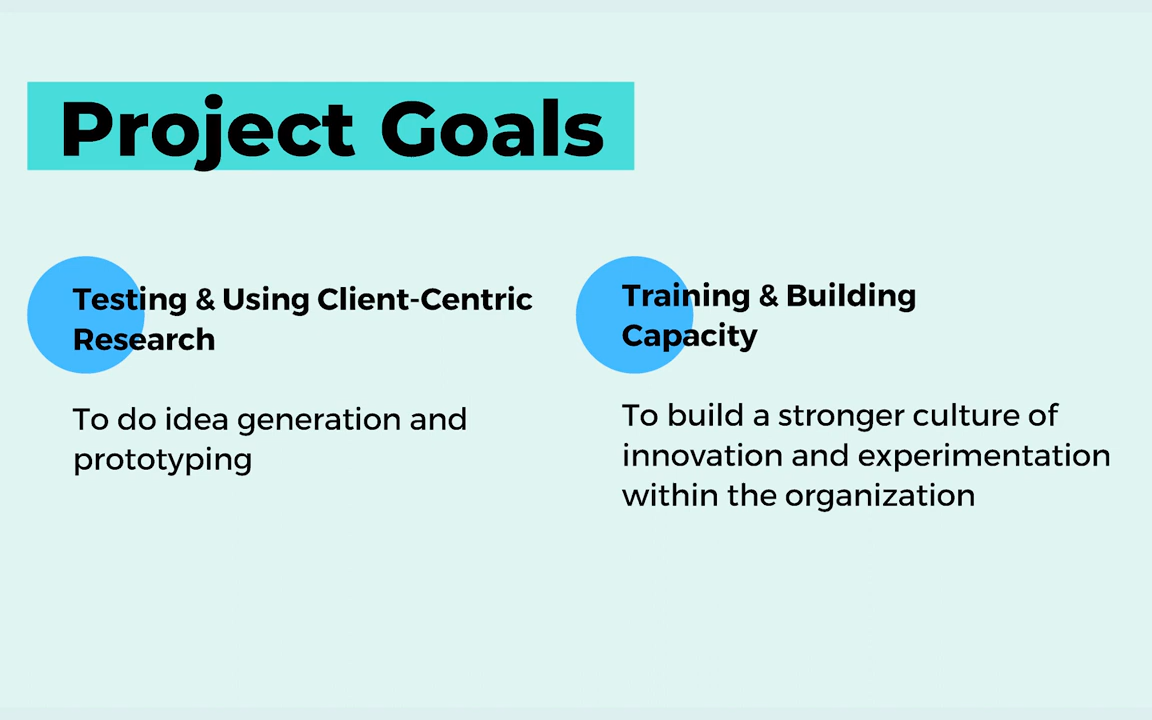 Project Goals
Testing & Using Client-Centric
Research
To do idea generation and
prototyping
Training & Building
Capacity
To build a stronger culture of
innovation and experimentation
within the organization